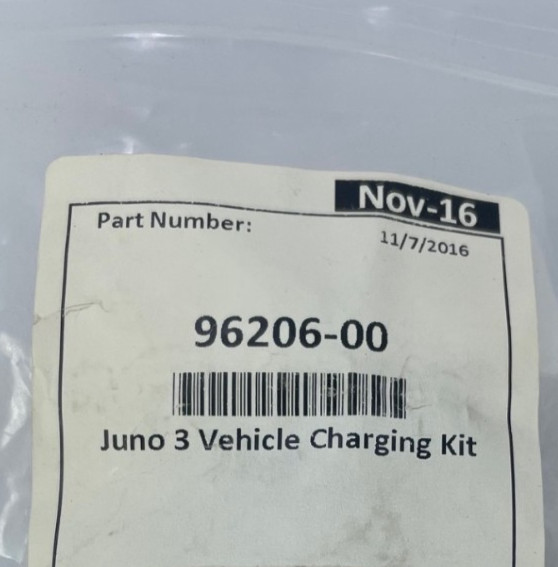 Nov-16
Part Number:
11/7/2016
96206-00
Juno 3 Vehicle Charging Kit